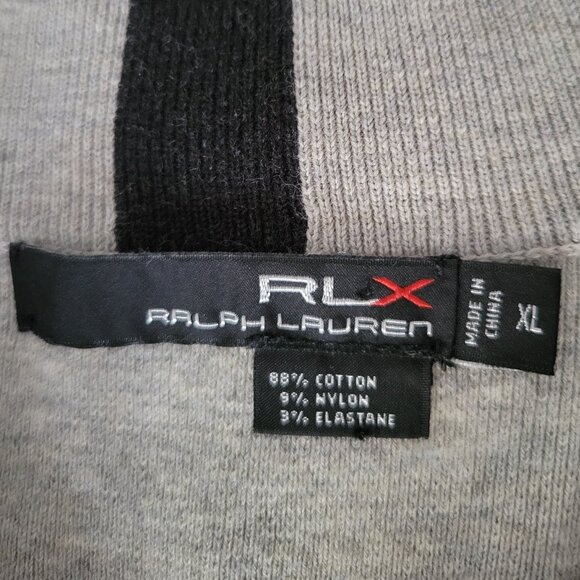 RLX
RALPH LAUREN
MADE IN
CHINA
XL
88% COTTON
9% NYLON
3% ELASTANE